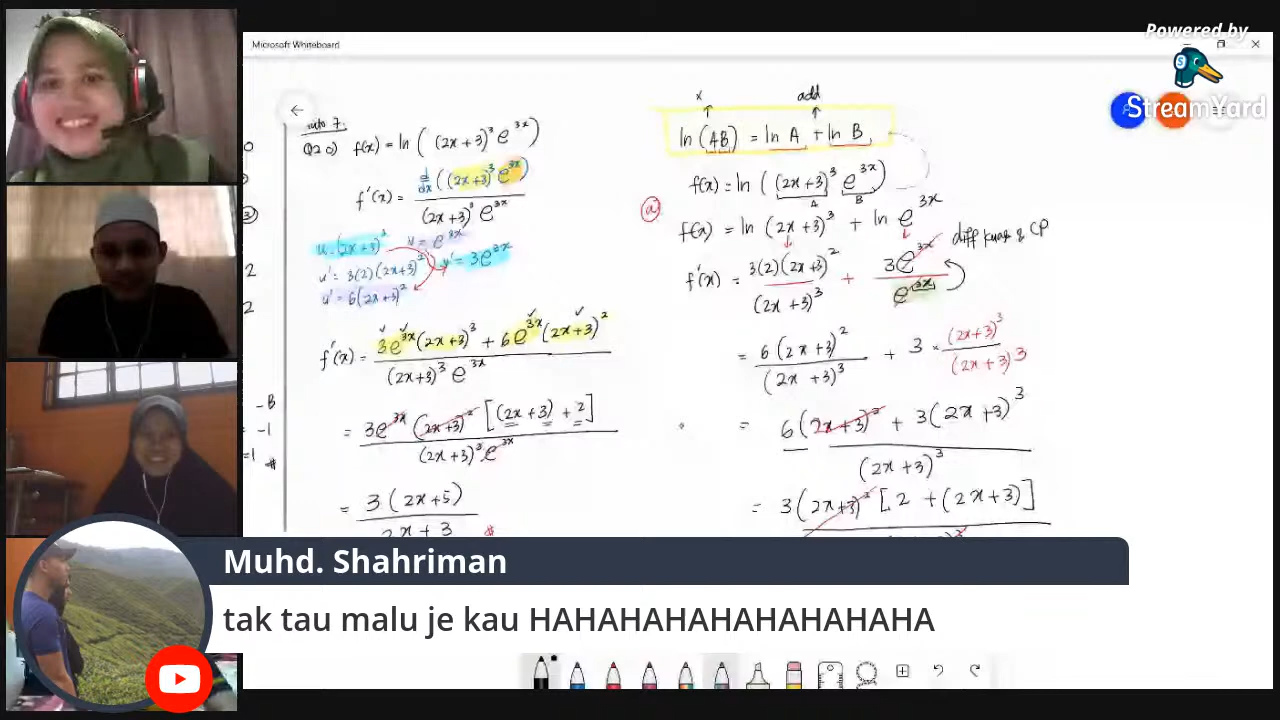 Microsoft Whiteboard
Powered by
StreamYard
Q2 c) f(x) = ln ( (2x+3)³ e^3x )
f'(x) = d/dx ( (2x+3)³ e^3x ) / (2x+3)³ e^3x
u = (2x+3)³ v = e^3x
u' = 3(2)(2x+3)² v' = 3e^3x
u' = 6(2x+3)²
f'(x) = 3e^3x (2x+3)³ + 6e^3x (2x+3)² / (2x+3)³ e^3x
= 3e^3x (2x+3)² [(2x+3) + 2] / (2x+3)³ e^3x
= 3 (2x+5) / 2x+3
x add
ln (AB) = ln A + ln B
f(x) = ln ( (2x+3)³ e^3x )
A B
a
f(x) = ln (2x+3)³ + ln e^3x
f'(x) = 3(2)(2x+3)² / (2x+3)³ + 3e^3x / e^3x
= 6(2x+3)² / (2x+3)³ + 3 × (2x+3)³ / (2x+3)³
= 6(2x+3)² + 3(2x+3)³ / (2x+3)³
= 3(2x+3)² [2 + (2x+3)]
- B
= -1
=1
Muhd. Shahriman
tak tau malu je kau HAHAHAHAHAHAHAHAHA